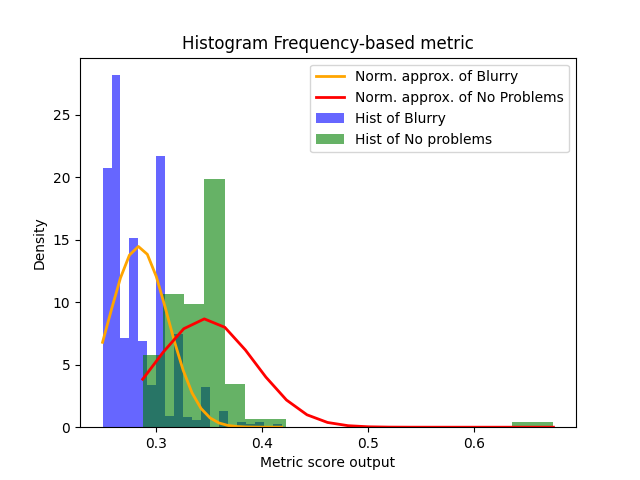 Histogram Frequency-based metric
Norm. approx. of Blurry
Norm. approx. of No Problems
Hist of Blurry
Hist of No problems
25
20
15
10
5
0
Density
0.3 0.4 0.5 0.6
Metric score output